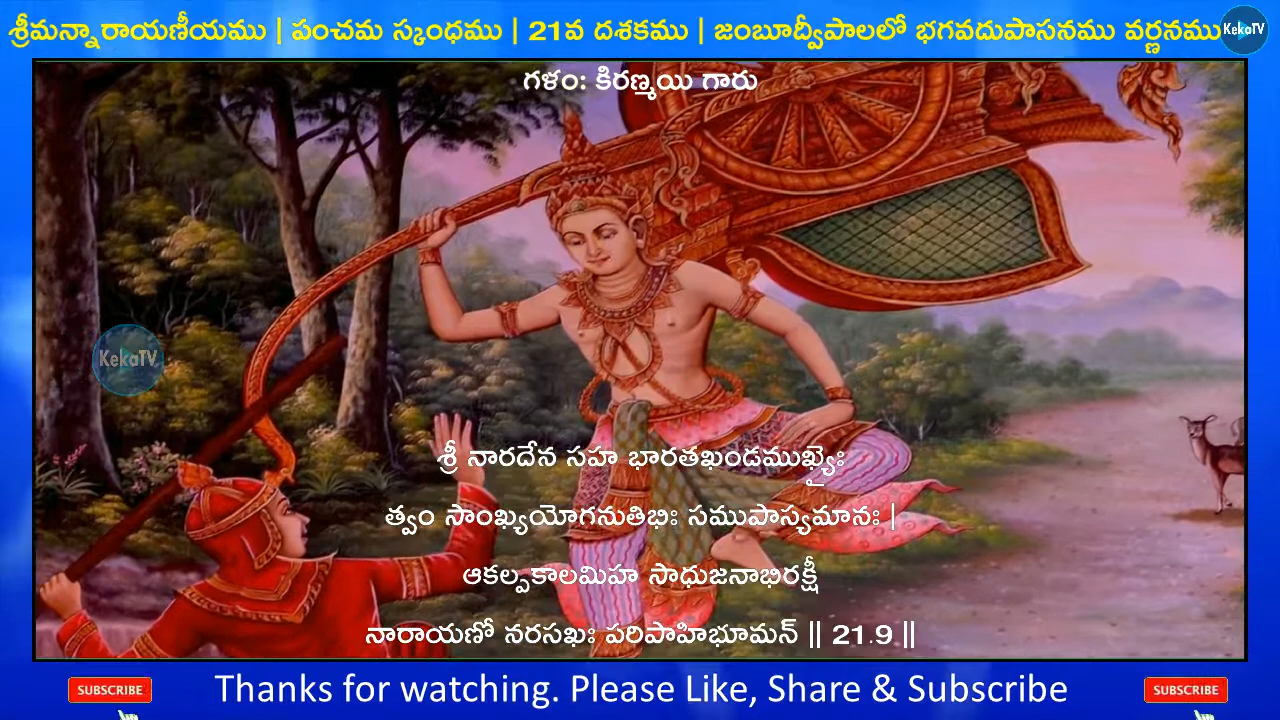 శ్రీమన్నారాయణీయము | పంచమ స్కంధము | 21వ దశకము | జంబూద్వీపాలలో భగవదుపాసనము వర్ణనము
KekaTV
గళం: కిరణ్మయి గారు
KekaTV
శ్రీ నారదేన సహ భారతఖండముఖ్యైః
త్వం సాంఖ్యయోగనుతిభిః సముపాస్యమానః |
ఆకల్పకాలమిహ సాధుజనాభిరక్షీ
నారాయణో నరసఖః పరిపాహిభూమన్ || 21.9 ||
SUBSCRIBE
Thanks for watching. Please Like, Share & Subscribe
SUBSCRIBE